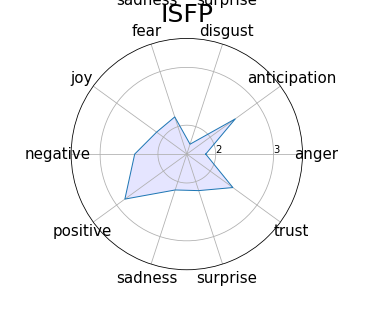 sadness surprise
ISFP
fear disgust
joy anticipation
negative 2 3 anger
positive trust
sadness surprise